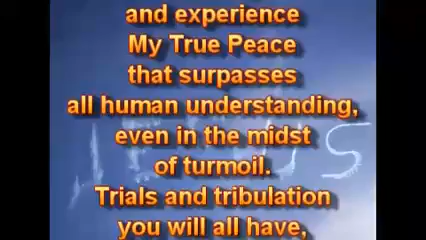 and experience
My True Peace
that surpasses
all human understanding,
even in the midst
of turmoil.
Trials and tribulation
you will all have,
JESUS